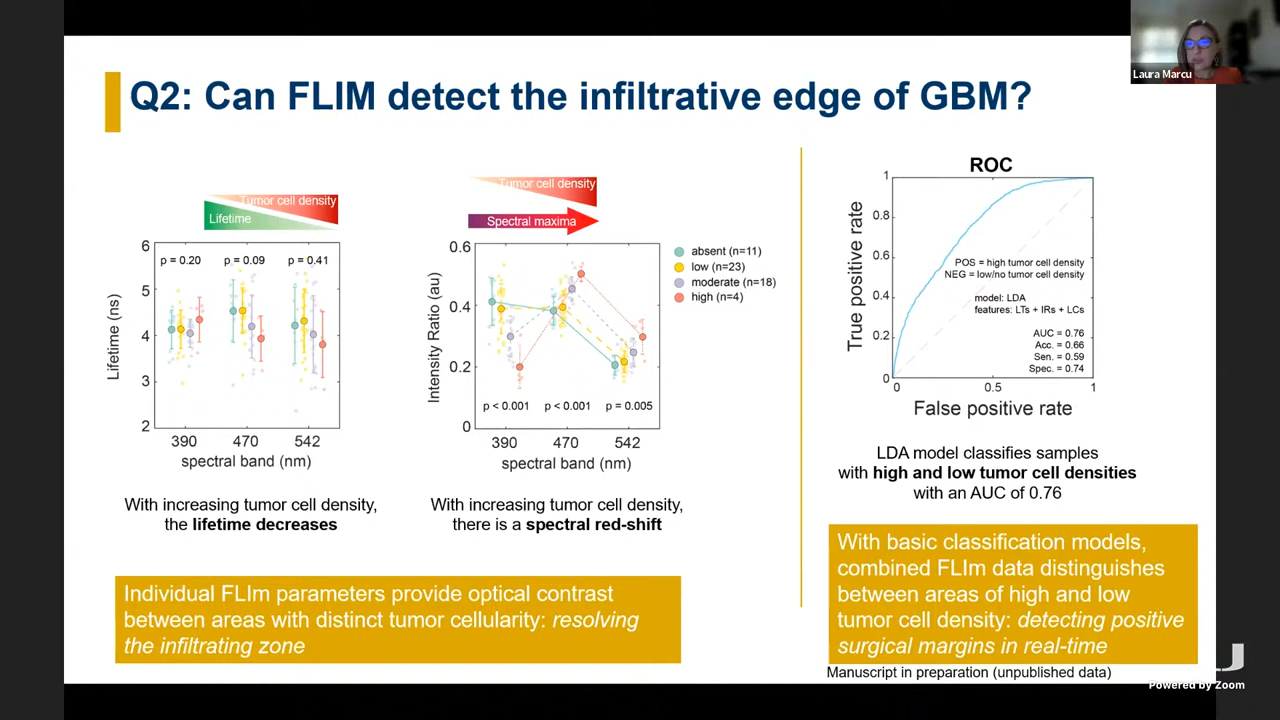 Laura Marcu
Q2: Can FLIM detect the infiltrative edge of GBM?
Tumor cell density
Lifetime
6
5
4
3
2
p = 0.20
p = 0.09
p = 0.41
Lifetime (ns)
390
470
542
spectral band (nm)
With increasing tumor cell density,
the lifetime decreases
Tumor cell density
Spectral maxima
0.6
0.4
0.2
0
Intensity Ratio (au)
p < 0.001
p < 0.001
p = 0.005
390
470
542
spectral band (nm)
absent (n=11)
low (n=23)
moderate (n=18)
high (n=4)
With increasing tumor cell density,
there is a spectral red-shift
Individual FLIm parameters provide optical contrast
between areas with distinct tumor cellularity: resolving
the infiltrating zone
ROC
1
0.8
0.6
0.4
0.2
0
True positive rate
POS = high tumor cell density
NEG = low/no tumor cell density
model: LDA
features: LTs + IRs + LCs
AUC = 0.76
Acc. = 0.66
Sen. = 0.59
Spec. = 0.74
0
0.5
1
False positive rate
LDA model classifies samples
with high and low tumor cell densities
with an AUC of 0.76
With basic classification models,
combined FLIm data distinguishes
between areas of high and low
tumor cell density: detecting positive
surgical margins in real-time
Manuscript in preparation (unpublished data)
Powered by Zoom